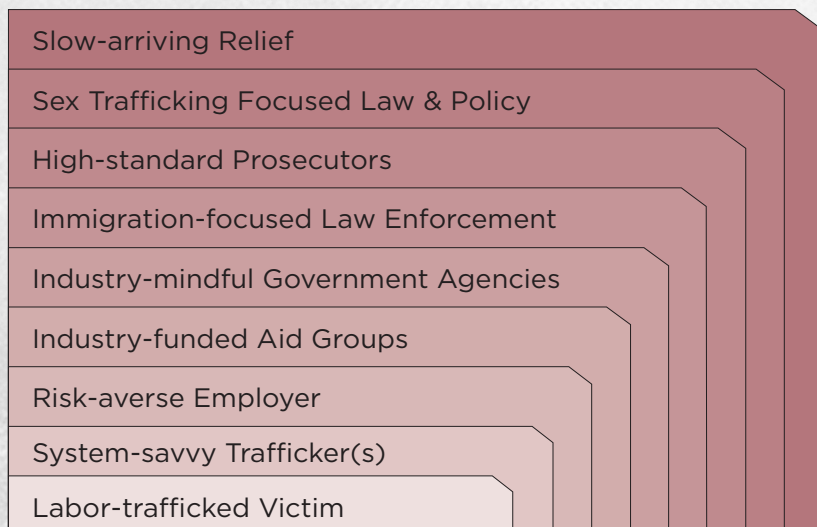 Slow-arriving Relief
Sex Trafficking Focused Law & Policy
High-standard Prosecutors
Immigration-focused Law Enforcement
Industry-mindful Government Agencies
Industry-funded Aid Groups
Risk-averse Employer
System-savvy Trafficker(s)
Labor-trafficked Victim